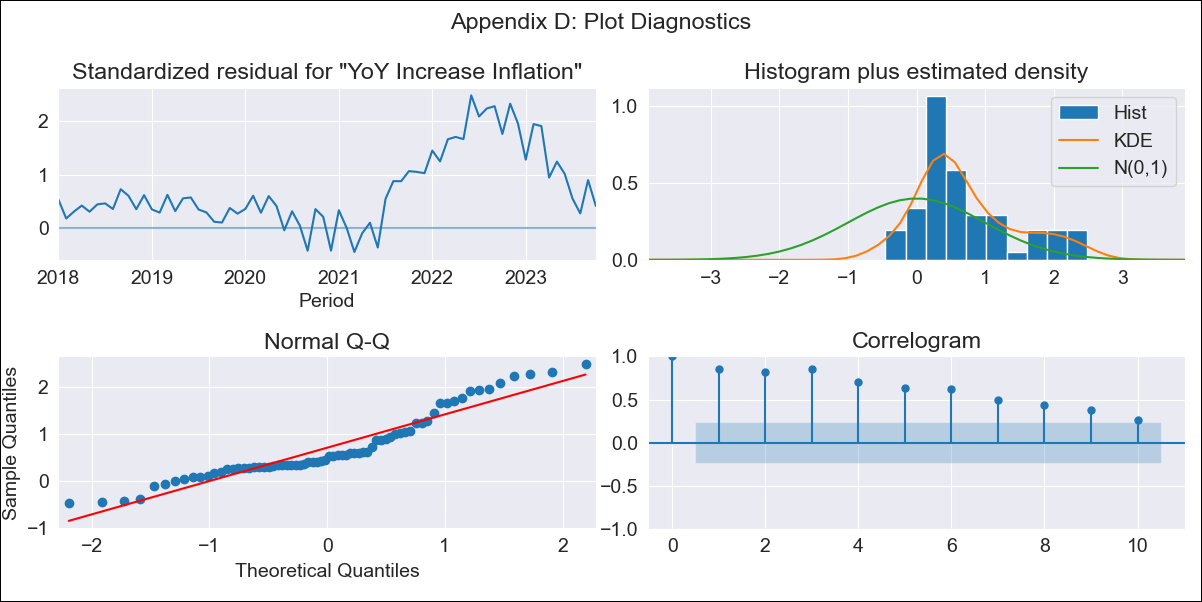 Appendix D: Plot Diagnostics
Standardized residual for "YoY Increase Inflation"
2
1
0
2018 2019 2020 2021 2022 2023
Period
Histogram plus estimated density
1.0
0.5
0.0
−3 −2 −1 0 1 2 3
Hist
KDE
N(0,1)
Normal Q-Q
Sample Quantiles
2
1
0
−1
−2 −1 0 1 2
Theoretical Quantiles
Correlogram
1.0
0.5
0.0
−0.5
−1.0
0 2 4 6 8 10